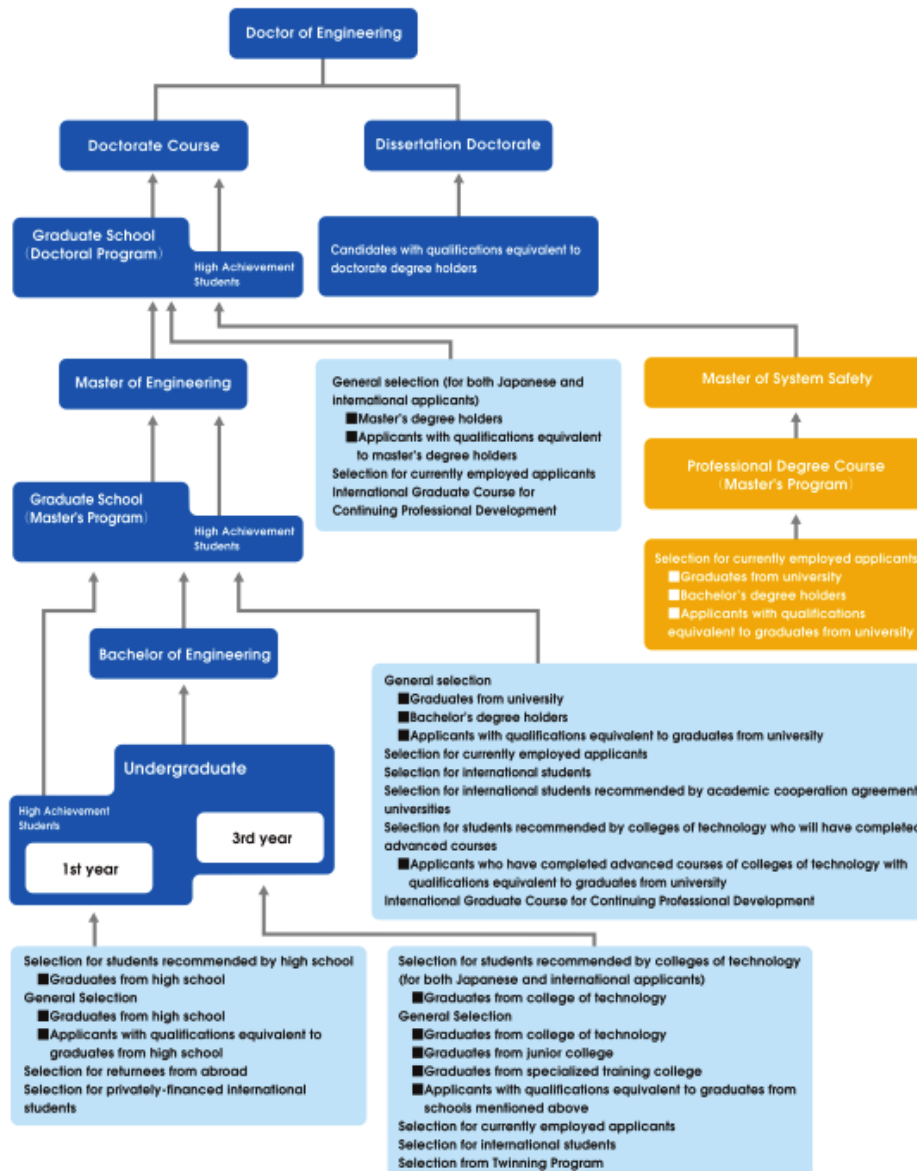 Doctor of Engineering
Doctorate Course
Dissertation Doctorate
Graduate School
(Doctoral Program)
High Achievement
Students
Candidates with qualifications equivalent to
doctorate degree holders
Master of Engineering
General selection (for both Japanese and
international applicants)
■Master's degree holders
■Applicants with qualifications equivalent
to master's degree holders
Selection for currently employed applicants
International Graduate Course for
Continuing Professional Development
Master of System Safety
Professional Degree Course
(Master's Program)
Graduate School
(Master's Program)
High Achievement
Students
Selection for currently employed applicants
■Graduates from university
■Bachelor's degree holders
■Applicants with qualifications
equivalent to graduates from university
Bachelor of Engineering
General selection
■Graduates from university
■Bachelor's degree holders
■Applicants with qualifications equivalent to graduates from university
Selection for currently employed applicants
Selection for international students
Selection for international students recommended by academic cooperation agreement
universities
Selection for students recommended by colleges of technology who will have completed
advanced courses
■Applicants who have completed advanced courses of colleges of technology with
qualifications equivalent to graduates from university
International Graduate Course for Continuing Professional Development
Undergraduate
High Achievement
Students
1st year
3rd year
Selection for students recommended by high school
■Graduates from high school
General Selection
■Graduates from high school
■Applicants with qualifications equivalent to
graduates from high school
Selection for returnees from abroad
Selection for privately-financed international
students
Selection for students recommended by colleges of technology
(for both Japanese and international applicants)
■Graduates from college of technology
General Selection
■Graduates from college of technology
■Graduates from junior college
■Graduates from specialized training college
■Applicants with qualifications equivalent to graduates from
schools mentioned above
Selection for currently employed applicants
Selection for international students
Selection from Twinning Program